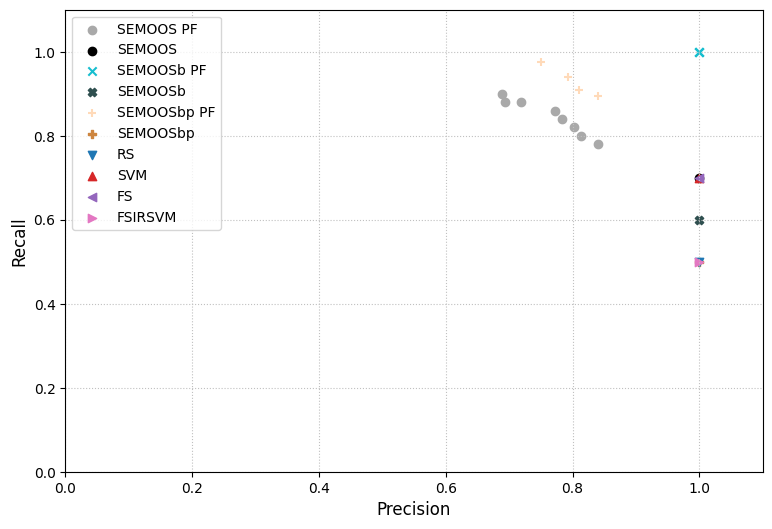 SEMOOS PF
SEMOOS
SEMOOSb PF
SEMOOSb
SEMOOSbp PF
SEMOOSbp
RS
SVM
FS
FSIRSVM
1.0
0.8
0.6
0.4
0.2
0.0
Recall
0.0 0.2 0.4 0.6 0.8 1.0
Precision